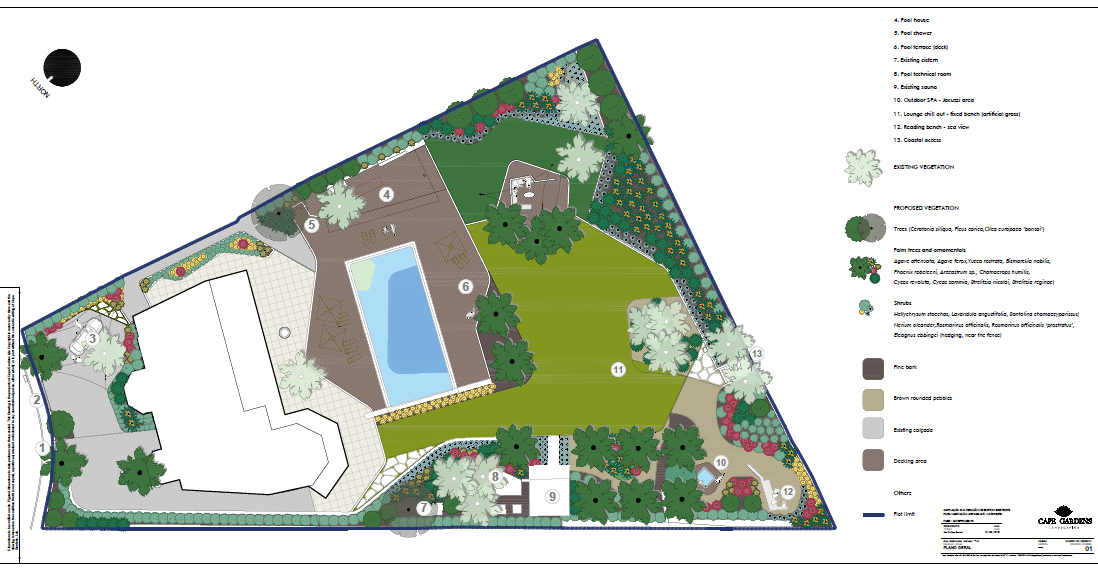 4. Pool house
5. Pool shower
6. Pool terrace (deck)
7. Existing cistern
8. Pool technical room
9. Existing sauna
10. Outdoor SPA - Jacuzzi area
11. Lounge chill out - fixed bench (artificial grass)
12. Reading bench - sea view
13. Coastal access
NORTH
EXISTING VEGETATION
PROPOSED VEGETATION
Trees (Ceratonia siliqua, Ficus carica, Olea europaea 'bonsai')
Palm trees and ornamentals
Agave attenuata, Agave ferox, Yucca rostrata, Bismarckia nobilis,
Phoenix robelenii, Arecastrum sp., Chamaerops humilis,
Cycas revoluta, Cycas sammia, Strelitzia nicolai, Strelitzia reginae)
Shrubs
Helychrysum stoechas, Lavandula angustifolia, Santolina chamaecyparissus)
Nerium oleander, Rosmarinus officinalis, Rosmarinus officinalis 'prostratus',
Eleagnus ebbingei (hedging, near the fence)
Pine bark
Brown rounded pebbles
Existing calçada
Decking area
Others
Plot limit
4
5
6
3
2
1
11
13
10
12
8
9
7
CAPE GARDENS
LANDSCAPING
PLANO GERAL
01